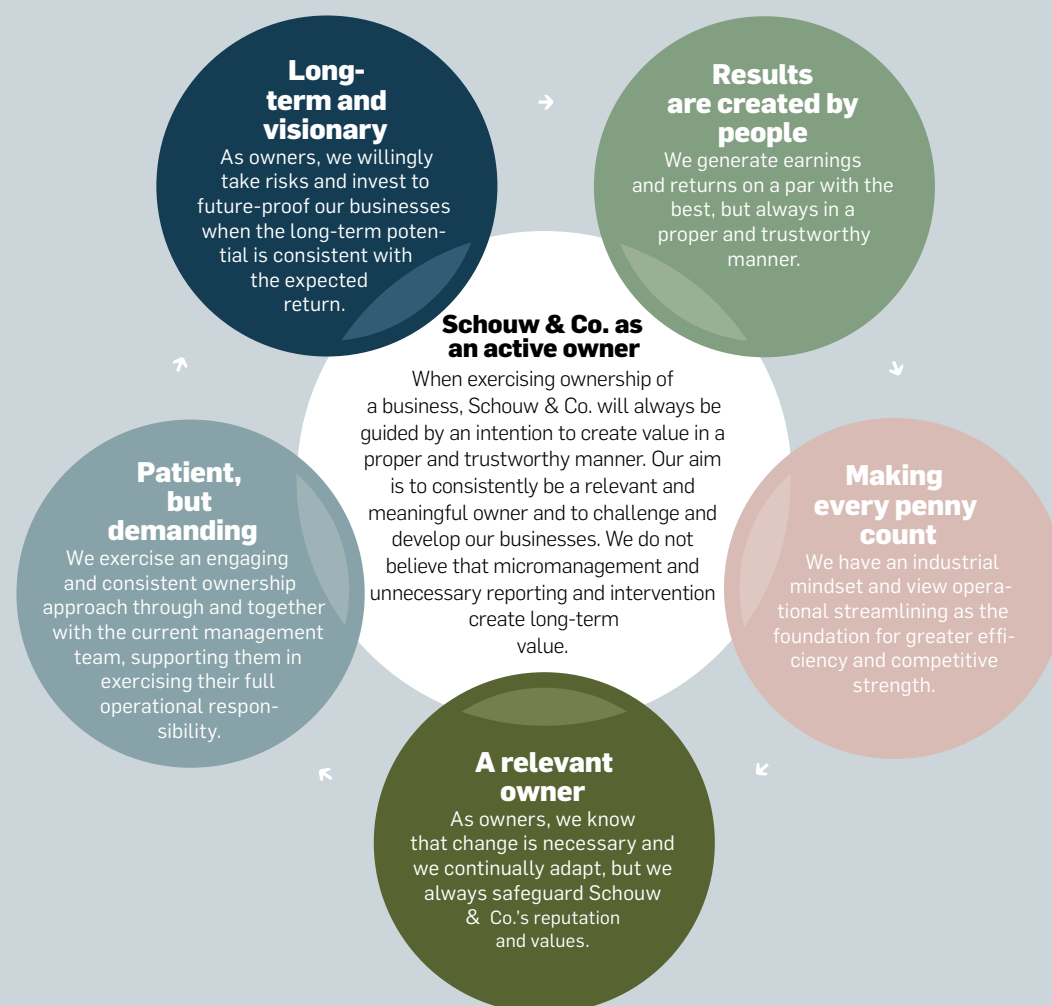 Long-
term and
visionary
As owners, we willingly
take risks and invest to
future-proof our businesses
when the long-term poten-
tial is consistent with
the expected
return.
Results
are created by
people
We generate earnings
and returns on a par with the
best, but always in a
proper and trustworthy
manner.
Schouw & Co. as
an active owner
When exercising ownership of
a business, Schouw & Co. will always be
guided by an intention to create value in a
proper and trustworthy manner. Our aim
is to consistently be a relevant and
meaningful owner and to challenge and
develop our businesses. We do not
believe that micromanagement and
unnecessary reporting and intervention
create long-term
value.
Patient,
but
demanding
We exercise an engaging
and consistent ownership
approach through and together
with the current management
team, supporting them in
exercising their full
operational respon-
sibility.
Making
every penny
count
We have an industrial
mindset and view opera-
tional streamlining as the
foundation for greater effi-
ciency and competitive
strength.
A relevant
owner
As owners, we know
that change is necessary and
we continually adapt, but we
always safeguard Schouw
& Co.'s reputation
and values.